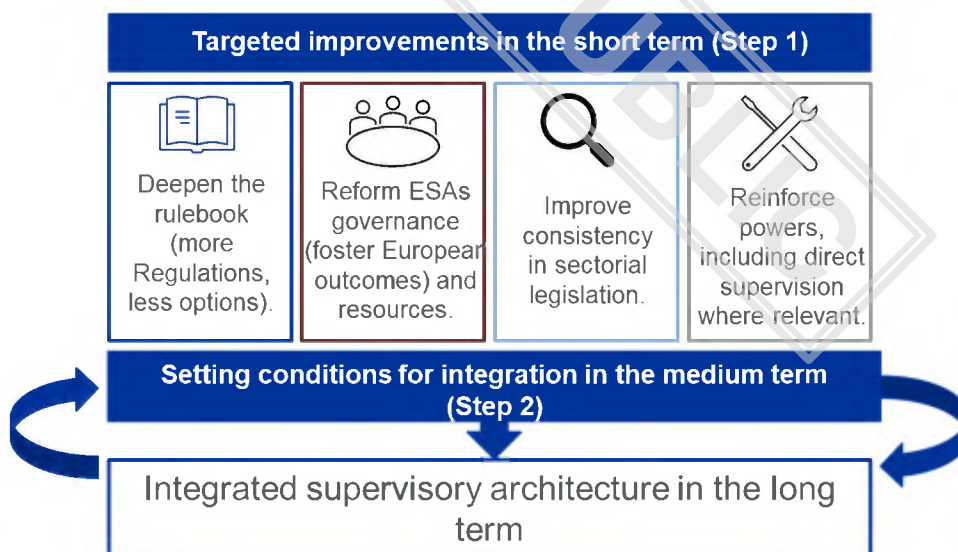 Targeted improvements in the short term (Step 1)
Deepen the
rulebook
(more
Regulations,
less options).
Reform ESAs
governance
(foster European
outcomes) and
resources.
Improve
consistency
in sectorial
legislation.
Reinforce
powers,
including direct
supervision
where relevant.
Setting conditions for integration in the medium term
(Step 2)
Integrated supervisory architecture in the long
term
UBLIC